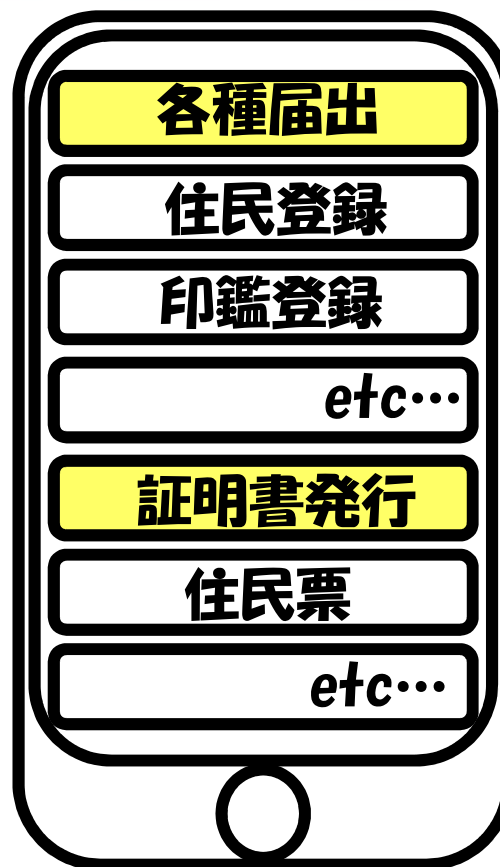 各種届出
住民登録
印鑑登録
etc…
証明書発行
住民票
etc…